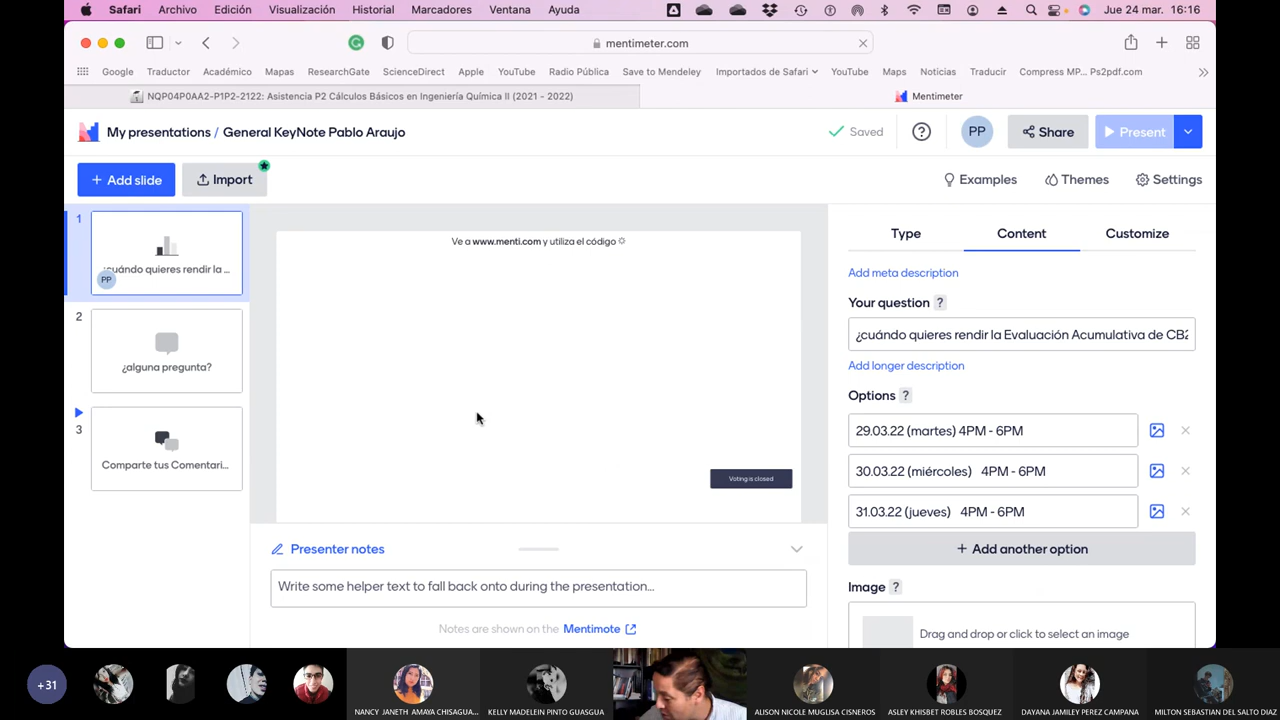 Safari Archivo Edición Visualización Historial Marcadores Ventana Ayuda Jue 24 mar. 16:16
mentimeter.com
Google Traductor Académico Mapas ResearchGate ScienceDirect Apple YouTube Radio Pública Save to Mendeley Importados de Safari YouTube Maps Noticias Traducir Compress MP... Ps2pdf.com
NQP04P0AA2-P1P2-2122: Asistencia P2 Cálculos Básicos en Ingeniería Química II (2021 - 2022) Mentimeter
My presentations / General KeyNote Pablo Araujo Saved ? PP Share Present
+ Add slide Import Examples Themes Settings
1
¿cuándo quieres rendir la ...
PP
2
¿alguna pregunta?
3
Comparte tus Comentari...
Ve a www.menti.com y utiliza el código
Voting is closed
Presenter notes
Write some helper text to fall back onto during the presentation...
Notes are shown on the Mentimote
Type Content Customize
Add meta description
Your question ?
¿cuándo quieres rendir la Evaluación Acumulativa de CB2
Add longer description
Options ?
29.03.22 (martes) 4PM - 6PM
30.03.22 (miércoles) 4PM - 6PM
31.03.22 (jueves) 4PM - 6PM
+ Add another option
Image ?
Drag and drop or click to select an image
+31
NANCY JANETH AMAYA CHISAGUA... KELLY MADELEIN PINTO GUASGUA ALISON NICOLE MUGLISA CISNEROS ASLEY KHISBET ROBLES BOSQUEZ DAYANA JAMILEY PEREZ CAMPANA MILTON SEBASTIAN DEL SALTO DIAZ